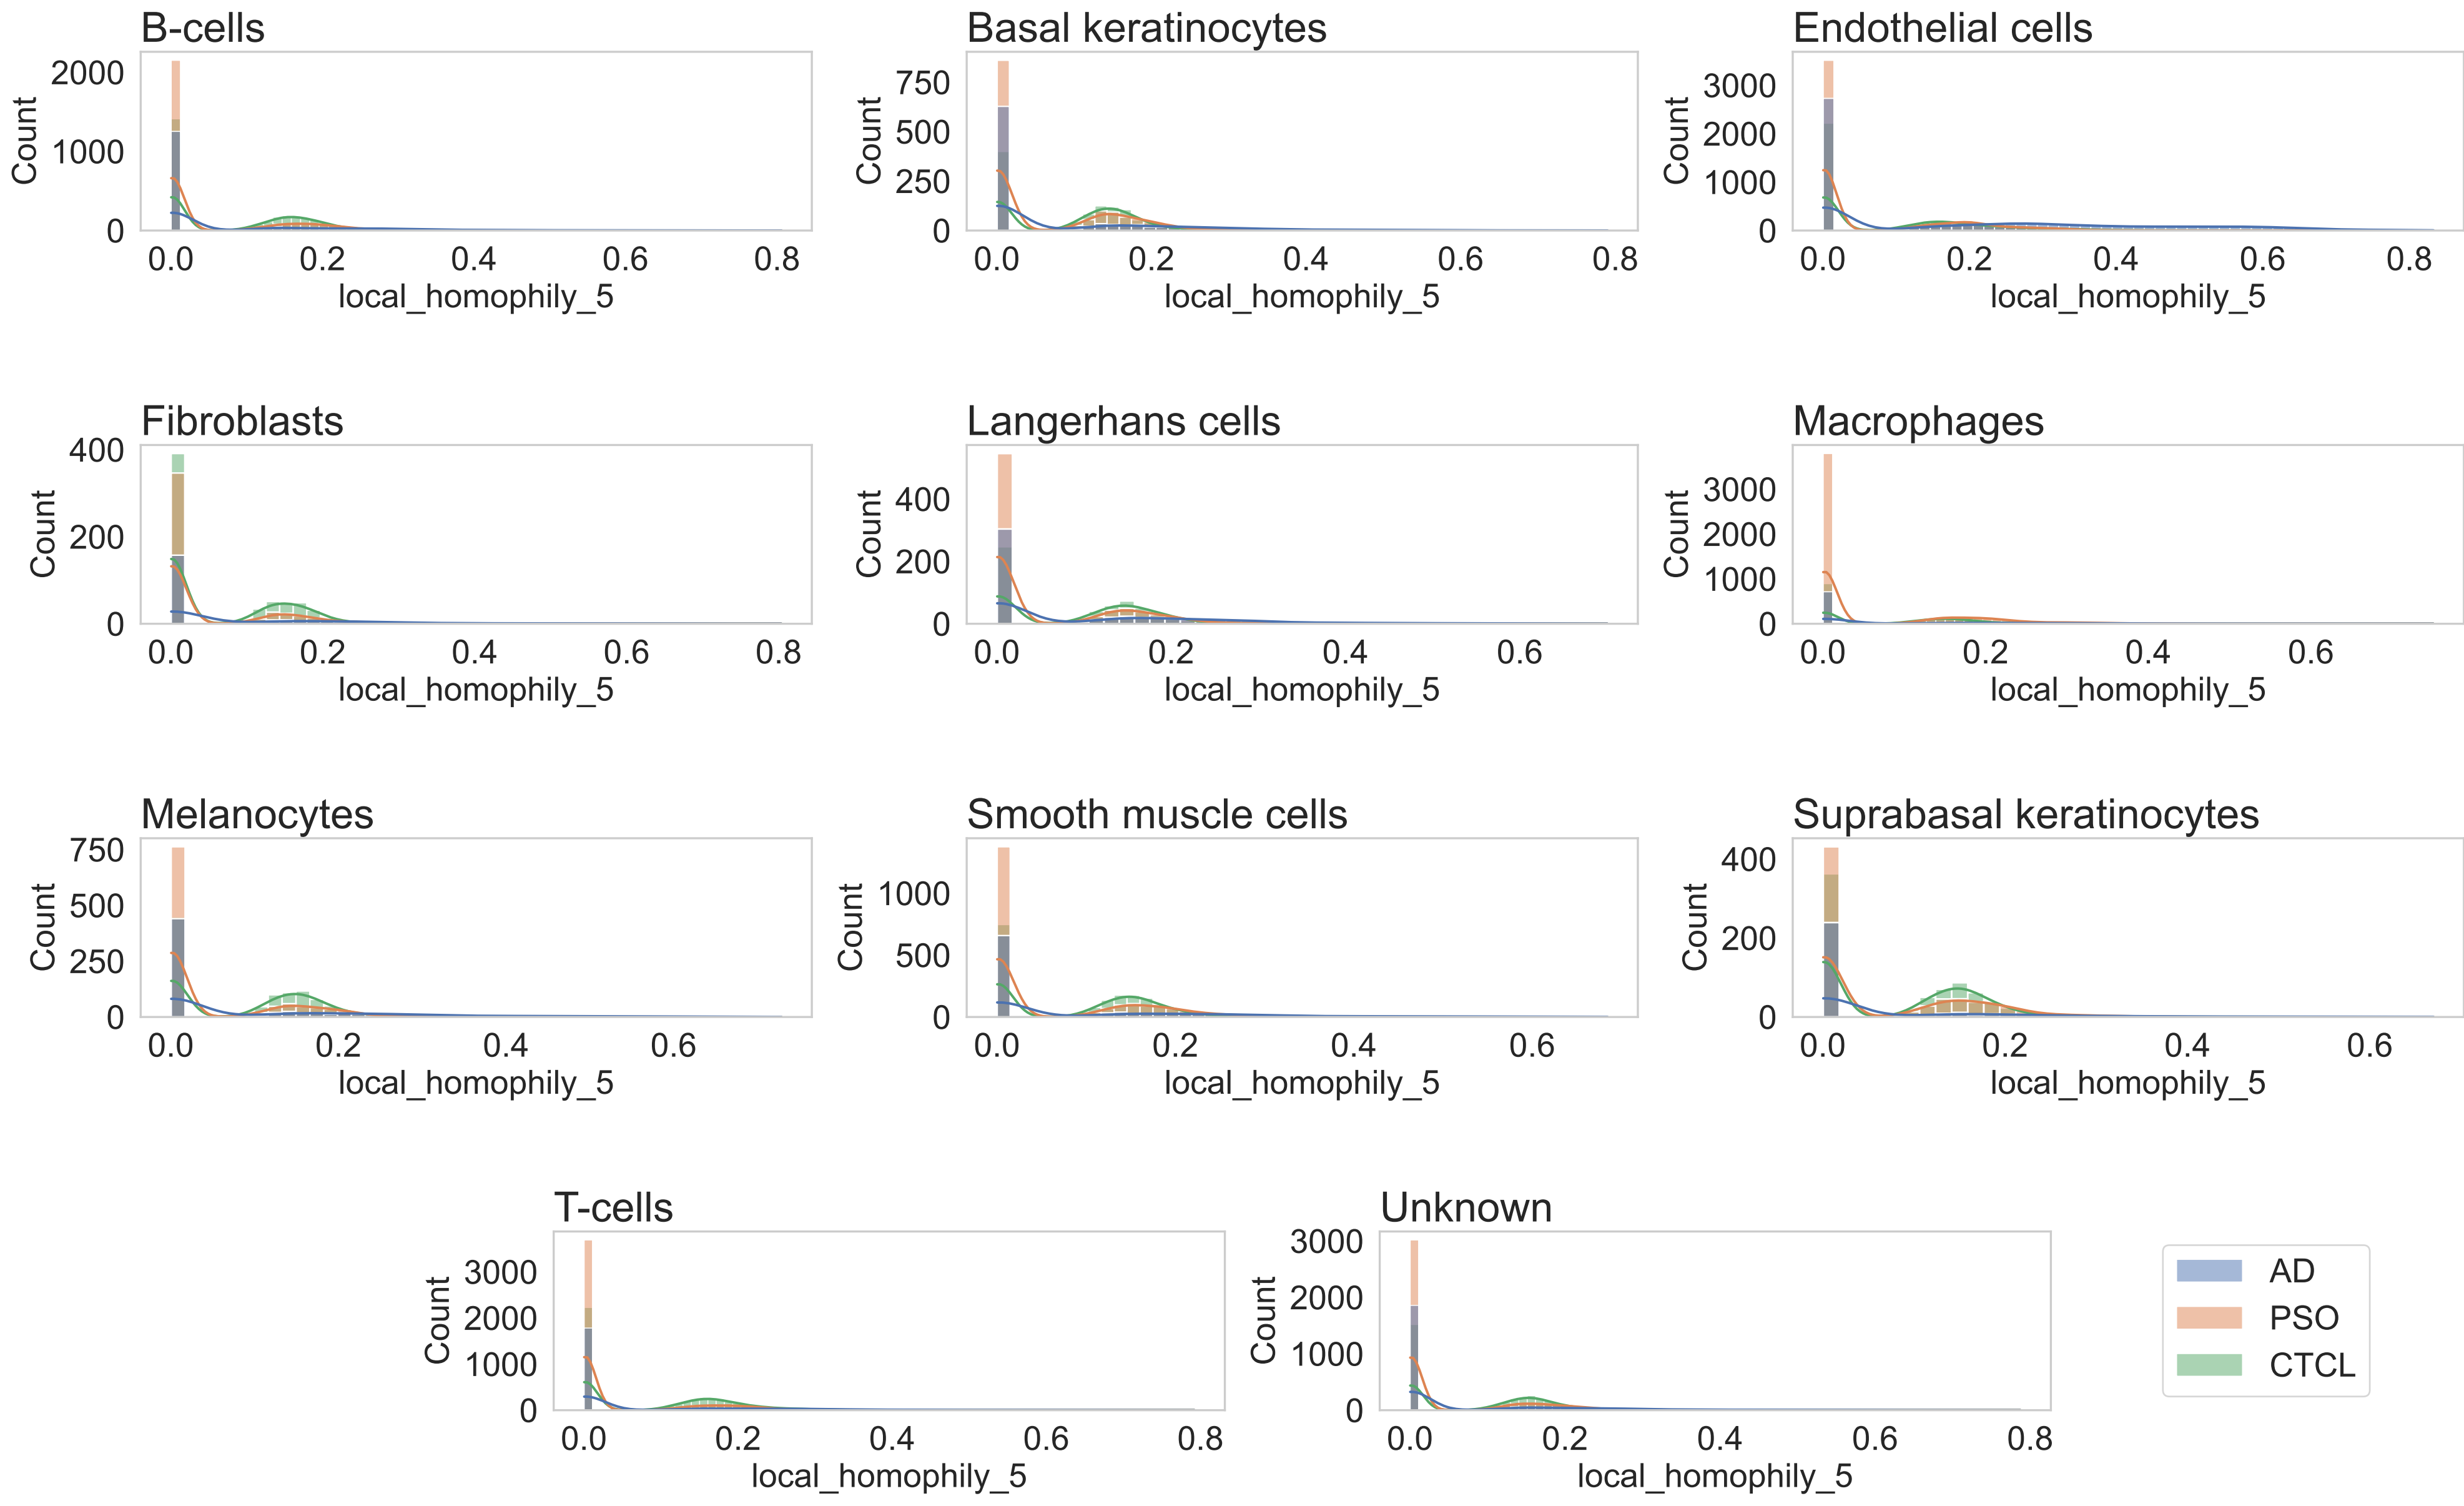 B-cells
Count
2000
1000
0
0.0 0.2 0.4 0.6 0.8
local_homophily_5
Basal keratinocytes
Count
750
500
250
0
0.0 0.2 0.4 0.6 0.8
local_homophily_5
Endothelial cells
Count
3000
2000
1000
0
0.0 0.2 0.4 0.6 0.8
local_homophily_5
Fibroblasts
Count
400
200
0
0.0 0.2 0.4 0.6 0.8
local_homophily_5
Langerhans cells
Count
400
200
0
0.0 0.2 0.4 0.6
local_homophily_5
Macrophages
Count
3000
2000
1000
0
0.0 0.2 0.4 0.6
local_homophily_5
Melanocytes
Count
750
500
250
0
0.0 0.2 0.4 0.6
local_homophily_5
Smooth muscle cells
Count
1000
500
0
0.0 0.2 0.4 0.6
local_homophily_5
Suprabasal keratinocytes
Count
400
200
0
0.0 0.2 0.4 0.6
local_homophily_5
T-cells
Count
3000
2000
1000
0
0.0 0.2 0.4 0.6 0.8
local_homophily_5
Unknown
Count
3000
2000
1000
0
0.0 0.2 0.4 0.6 0.8
local_homophily_5
AD
PSO
CTCL